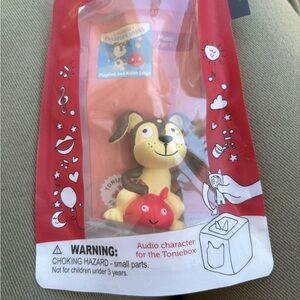 Playtime and Action Songs
WARNING:
CHOKING HAZARD - small parts.
Not for children under 3 years.
Audio character
for the Toniebox